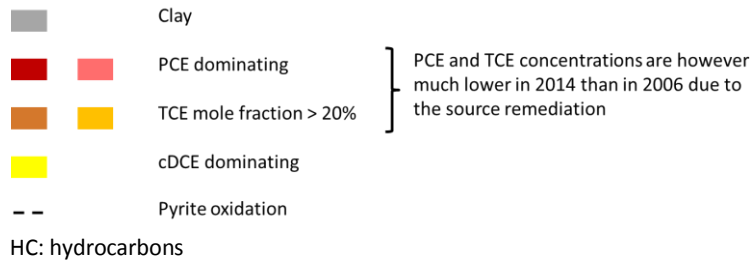 Clay
PCE dominating
TCE mole fraction > 20%
PCE and TCE concentrations are however
much lower in 2014 than in 2006 due to
the source remediation
cDCE dominating
Pyrite oxidation
HC: hydrocarbons